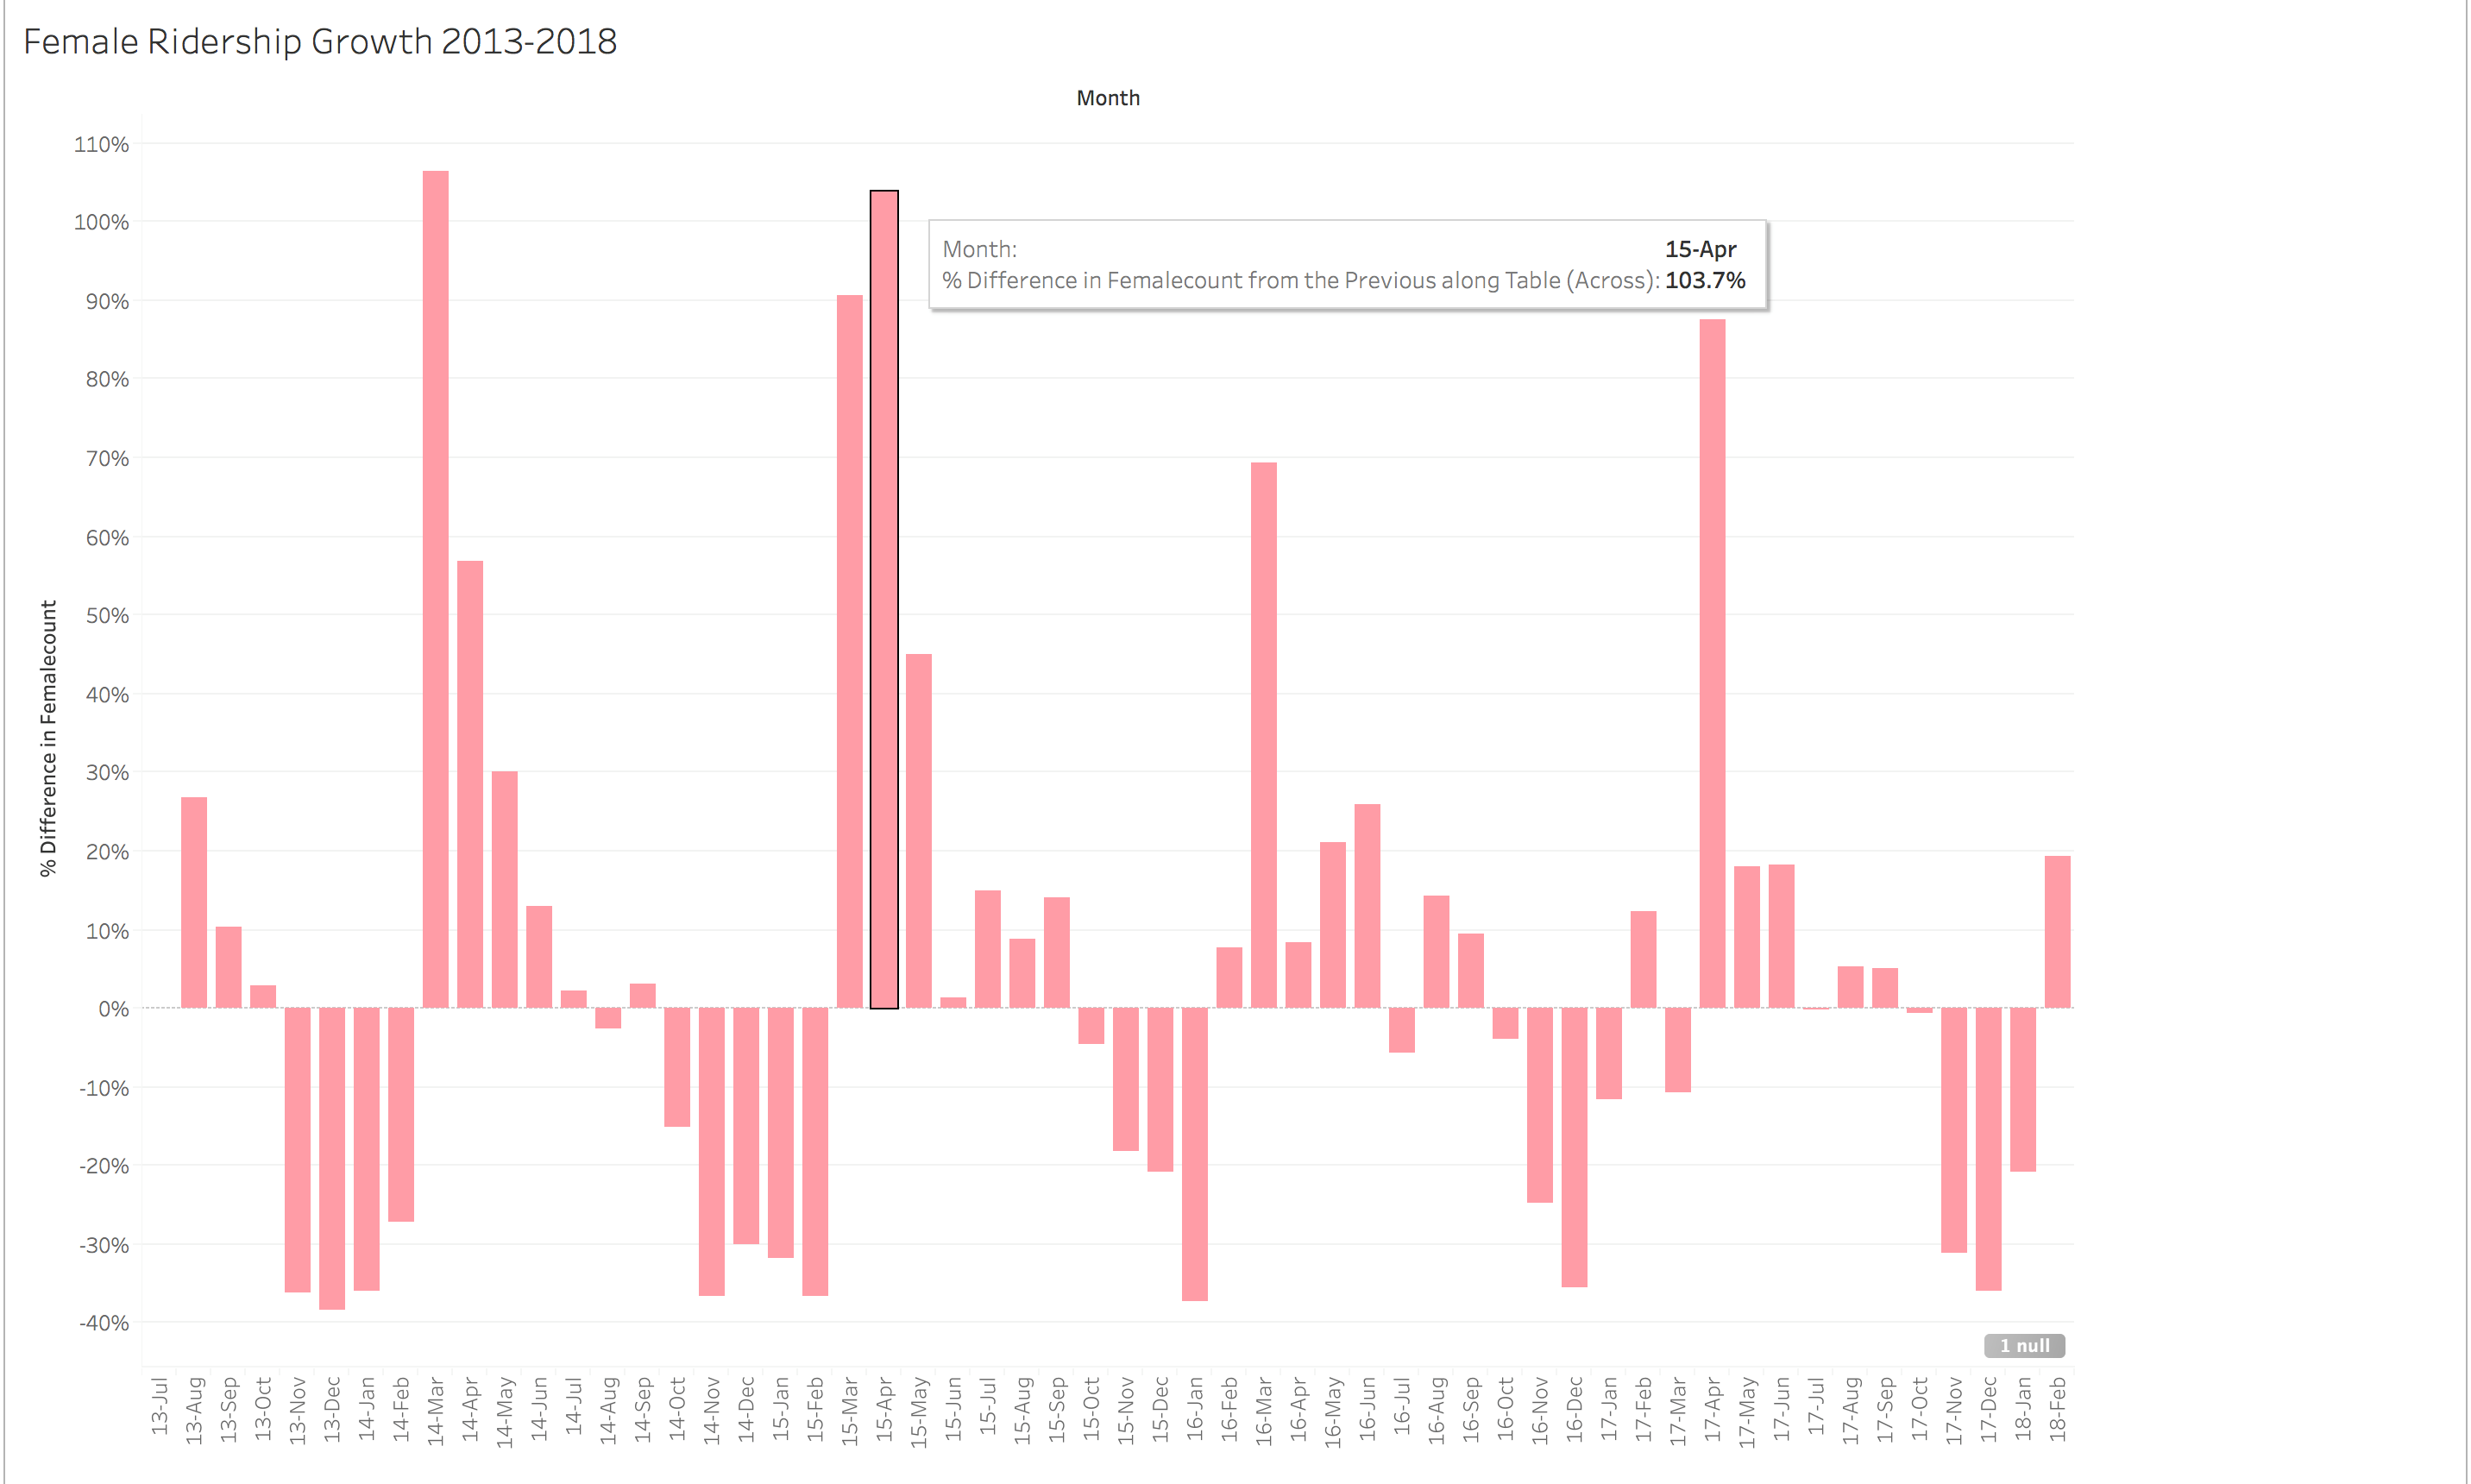 Female Ridership Growth 2013-2018
Month
110%
100%
90%
80%
70%
60%
50%
40%
30%
20%
10%
0%
-10%
-20%
-30%
-40%
% Difference in Femalecount
Month: 15-Apr
% Difference in Femalecount from the Previous along Table (Across): 103.7%
1 null
13-Jul
13-Aug
13-Sep
13-Oct
13-Nov
13-Dec
14-Jan
14-Feb
14-Mar
14-Apr
14-May
14-Jun
14-Jul
14-Aug
14-Sep
14-Oct
14-Nov
14-Dec
15-Jan
15-Feb
15-Mar
15-Apr
15-May
15-Jun
15-Jul
15-Aug
15-Sep
15-Oct
15-Nov
15-Dec
16-Jan
16-Feb
16-Mar
16-Apr
16-May
16-Jun
16-Jul
16-Aug
16-Sep
16-Oct
16-Nov
16-Dec
17-Jan
17-Feb
17-Mar
17-Apr
17-May
17-Jun
17-Jul
17-Aug
17-Sep
17-Oct
17-Nov
17-Dec
18-Jan
18-Feb